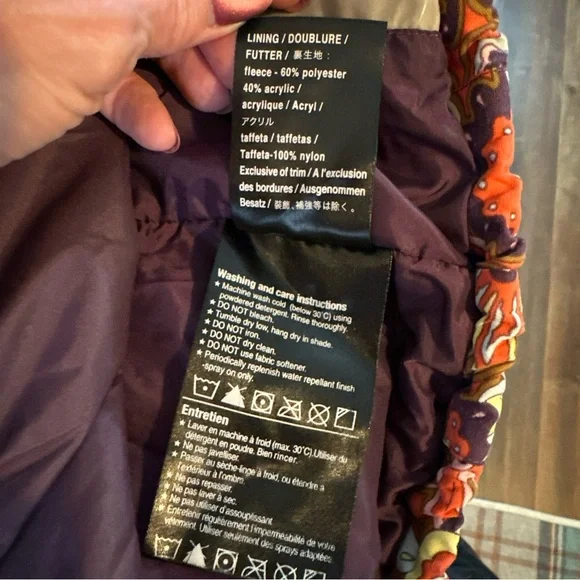 LINING / DOUBLURE /
FUTTER / 裏生地 :
fleece - 60% polyester
40% acrylic /
acrylique / Acryl /
アクリル
taffeta / taffetas /
Taffeta-100% nylon
Exclusive of trim / A l'exclusion
des bordures / Ausgenommen
Besatz / 装飾、補強等は除く。
Washing and care instructions
★ Machine wash cold (below 30°C) using
powdered detergent. Rinse thoroughly.
★ DO NOT bleach.
★ Tumble dry low, hang dry in shade.
★ DO NOT iron.
★ DO NOT dry clean.
★ DO NOT use fabric softener.
★ Periodically replenish water repellant finish
-spray on only.
Entretien
★ Laver en machine à froid (max. 30°C).Utiliser du
détergent en poudre. Bien rincer.
★ Ne pas javelliser.
★ Passer au sèche-linge à froid, ou étendre à
l'extérieur à l'ombre.
★ Ne pas repasser.
★ Ne pas laver à sec.
★ Ne pas utiliser d'assouplissant
★ Entretenir régulièrement l'imperméabilité de votre
vêtement. Utiliser seulement des sprays adaptées.